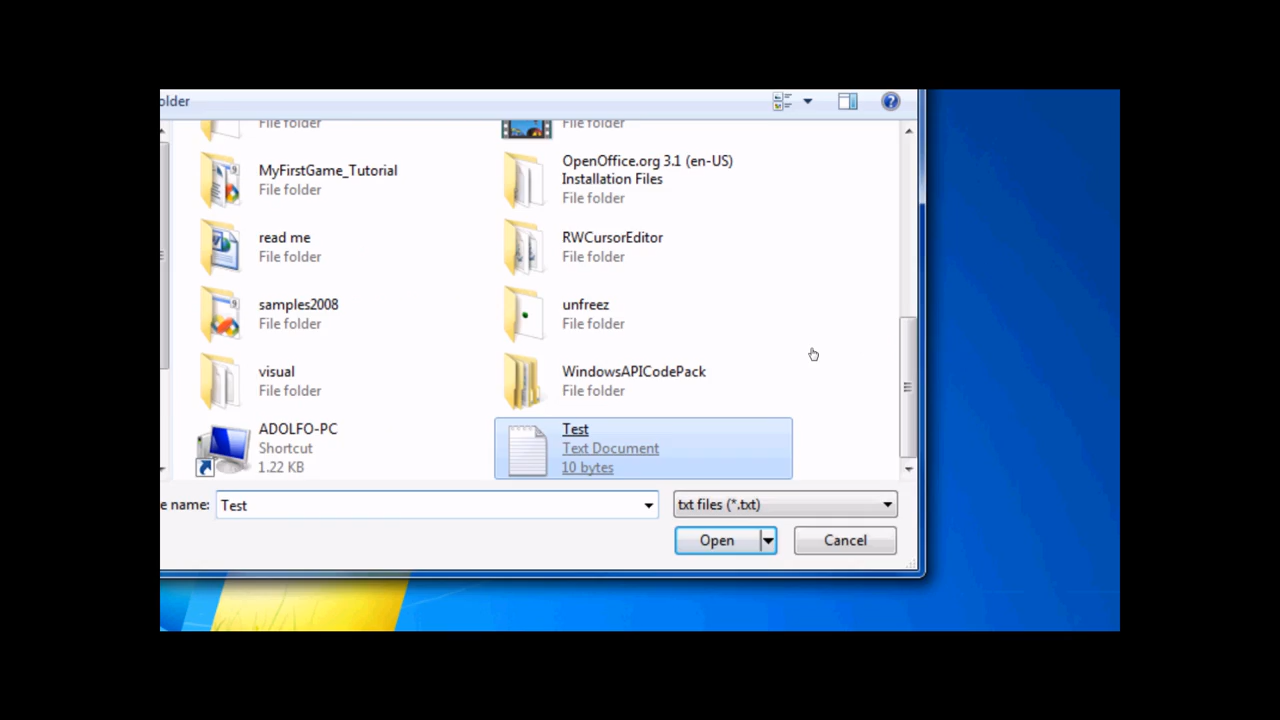 older
File folder
File folder
MyFirstGame_Tutorial
File folder
OpenOffice.org 3.1 (en-US)
Installation Files
File folder
read me
File folder
RWCursorEditor
File folder
samples2008
File folder
unfreez
File folder
visual
File folder
WindowsAPICodePack
File folder
ADOLFO-PC
Shortcut
1.22 KB
Test
Text Document
10 bytes
e name: Test
txt files (*.txt)
Open
Cancel